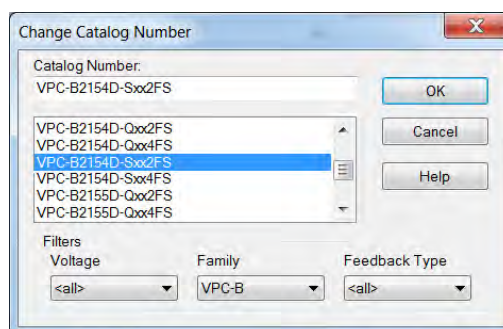 Change Catalog Number
Catalog Number:
VPC-B2154D-Sxx2FS
OK
VPC-B2154D-Qxx2FS
VPC-B2154D-Qxx4FS
VPC-B2154D-Sxx2FS
VPC-B2154D-Sxx4FS
VPC-B2155D-Qxx2FS
VPC-B2155D-Qxx4FS
Cancel
Help
Filters
Voltage Family Feedback Type
<all> VPC-B <all>